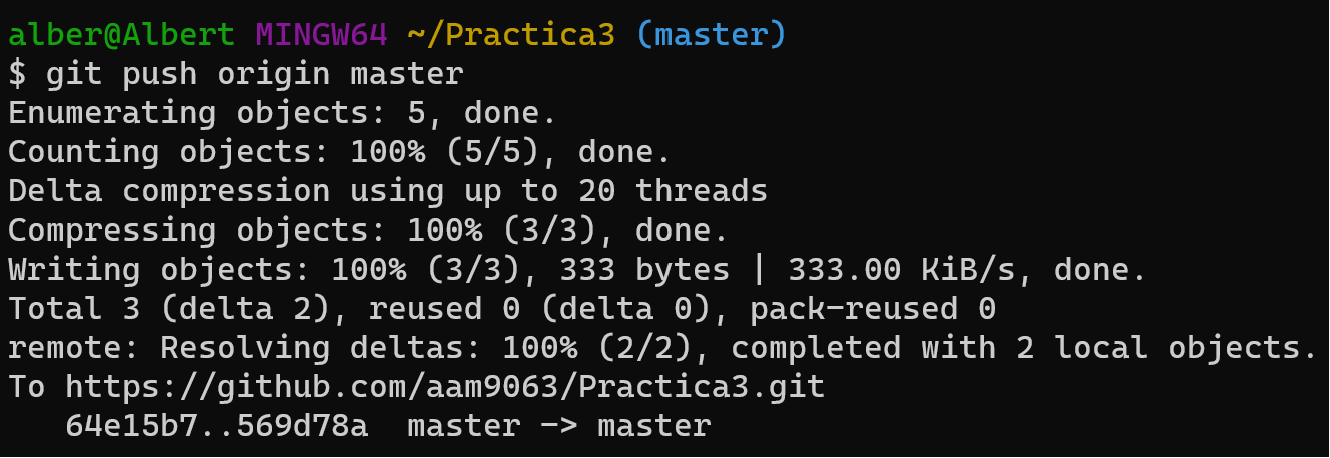 alber@Albert MINGW64 ~/Practica3 (master)
$ git push origin master
Enumerating objects: 5, done.
Counting objects: 100% (5/5), done.
Delta compression using up to 20 threads
Compressing objects: 100% (3/3), done.
Writing objects: 100% (3/3), 333 bytes | 333.00 KiB/s, done.
Total 3 (delta 2), reused 0 (delta 0), pack-reused 0
remote: Resolving deltas: 100% (2/2), completed with 2 local objects.
To https://github.com/aam9063/Practica3.git
   64e15b7..569d78a  master -> master